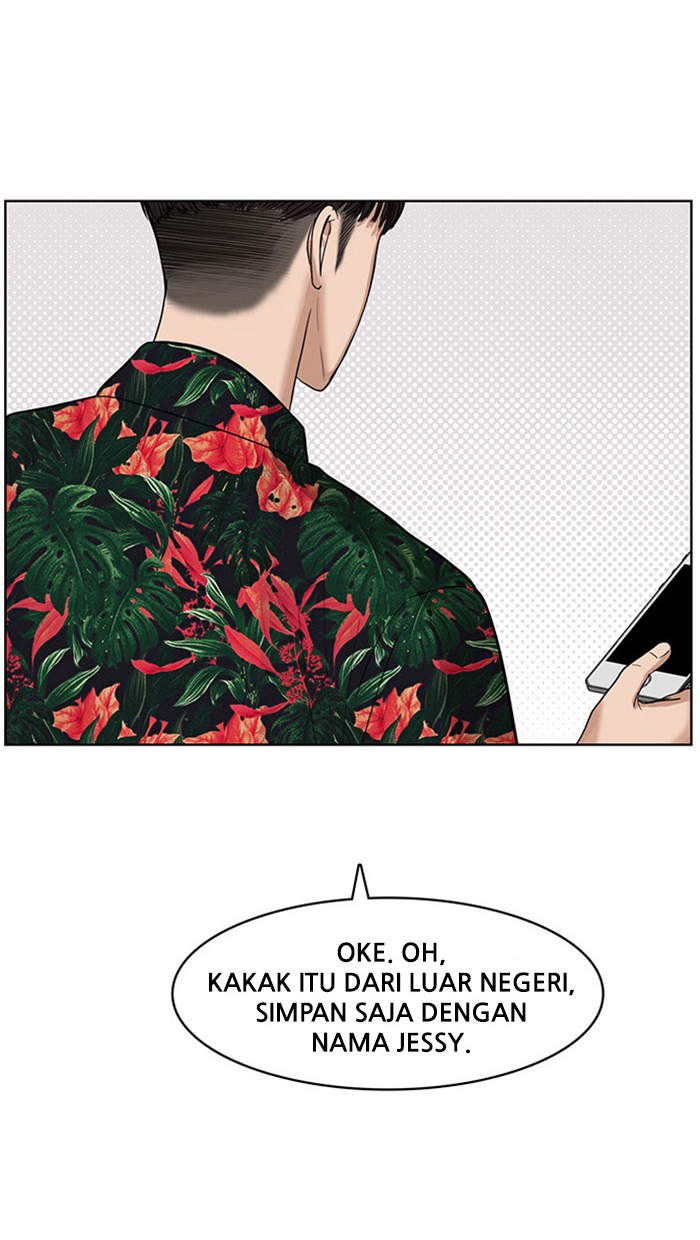 OKE. OH,
KAKAK ITU DARI LUAR NEGERI,
SIMPAN SAJA DENGAN
NAMA JESSY.